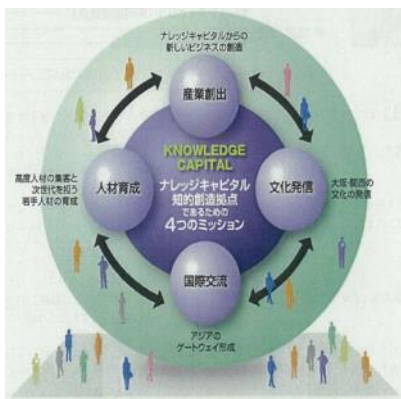 ナレッジキャピタルからの
新しいビジネスの創造
産業創出
KNOWLEDGE
CAPITAL
ナレッジキャピタル
知的創造拠点
であるための
4つのミッション
人材育成
高度人材の集客と
次世代を担う
若手人材の育成
文化発信
大阪・関西の
文化の発信
国際交流
アジアの
ゲートウェイ形成